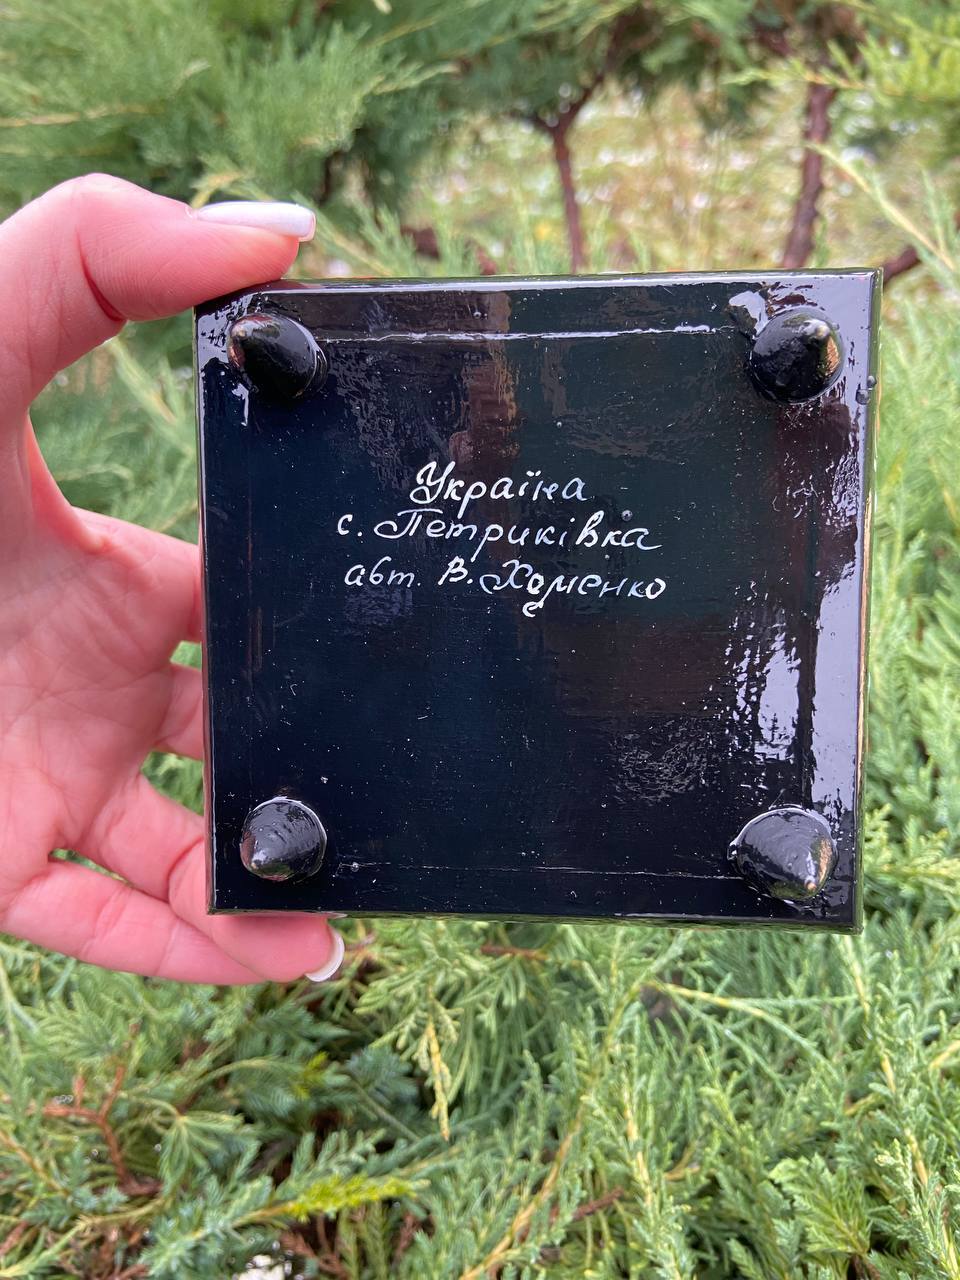 Україна
с. Петриківка
авт. В. Хоменко